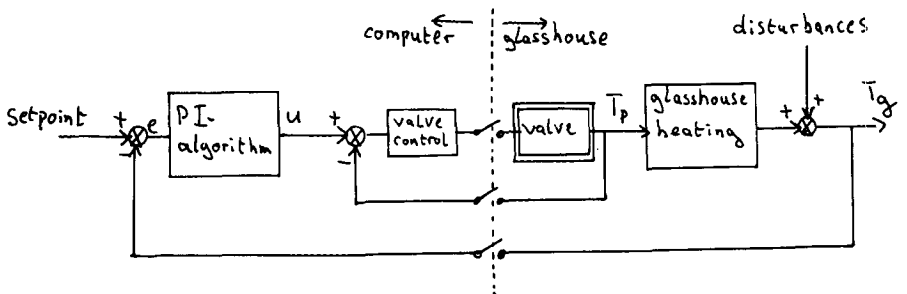 computer
glasshouse
disturbances
Setpoint
+
e
-
PI-
algorithm
u
+
-
valve
control
valve
Tp
glasshouse
heating
+
+
Tg